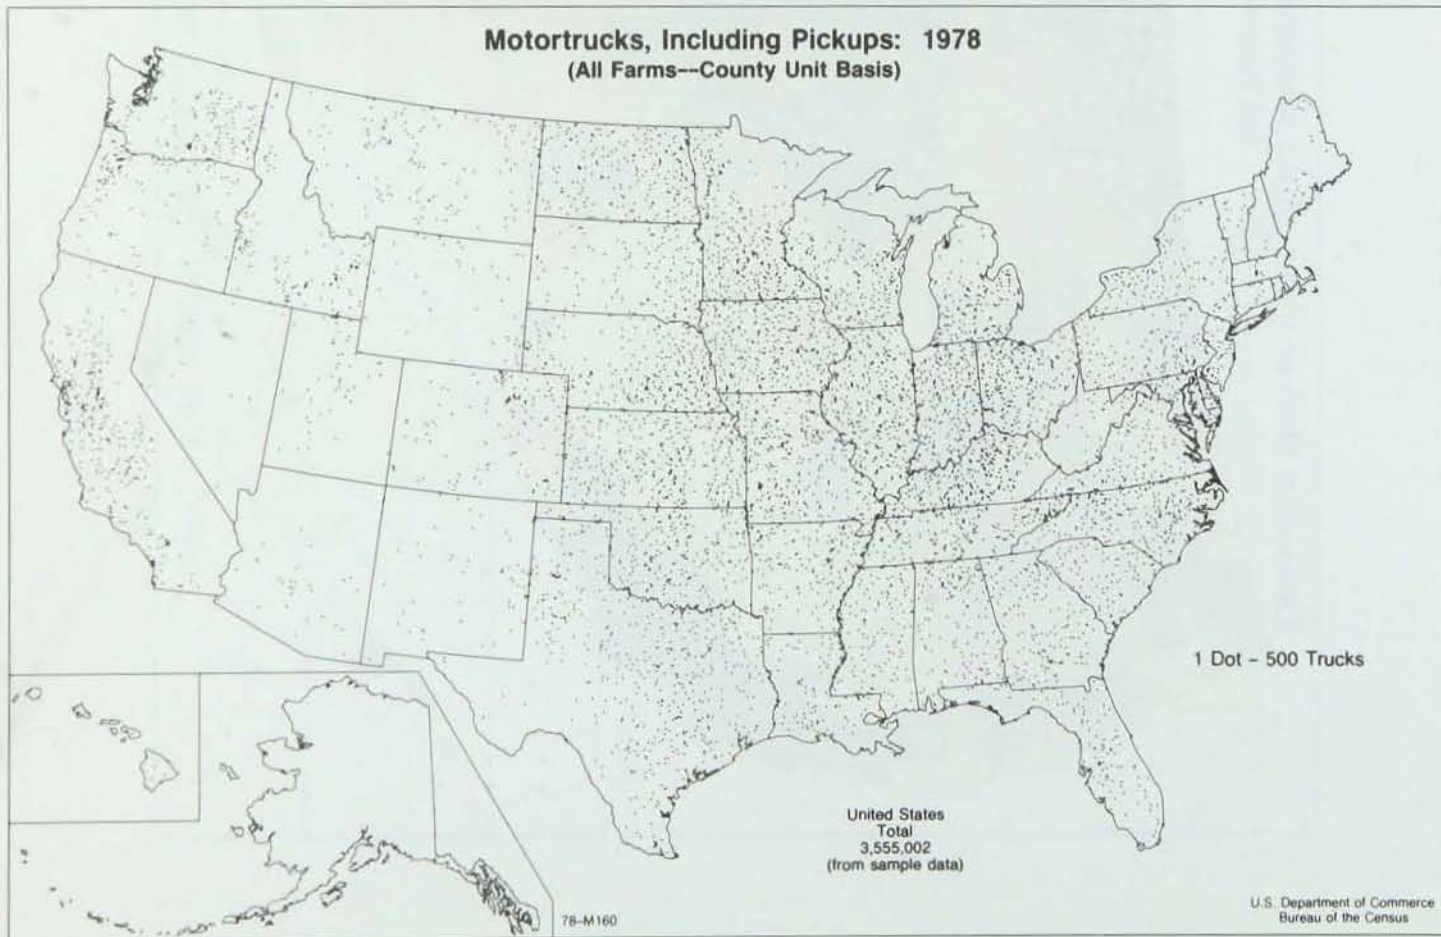 Motortrucks, Including Pickups: 1978
(All Farms--County Unit Basis)
1 Dot - 500 Trucks
United States
Total
3,555,002
(from sample data)
78-M160
U.S. Department of Commerce
Bureau of the Census